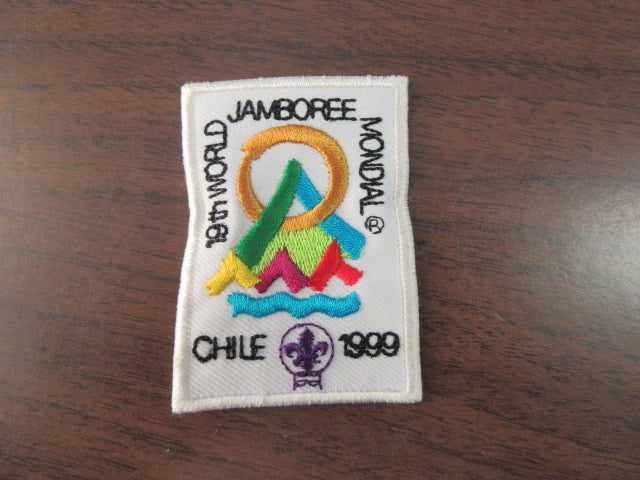 19th WORLD JAMBOREE MONDIAL ®
CHILE 1999